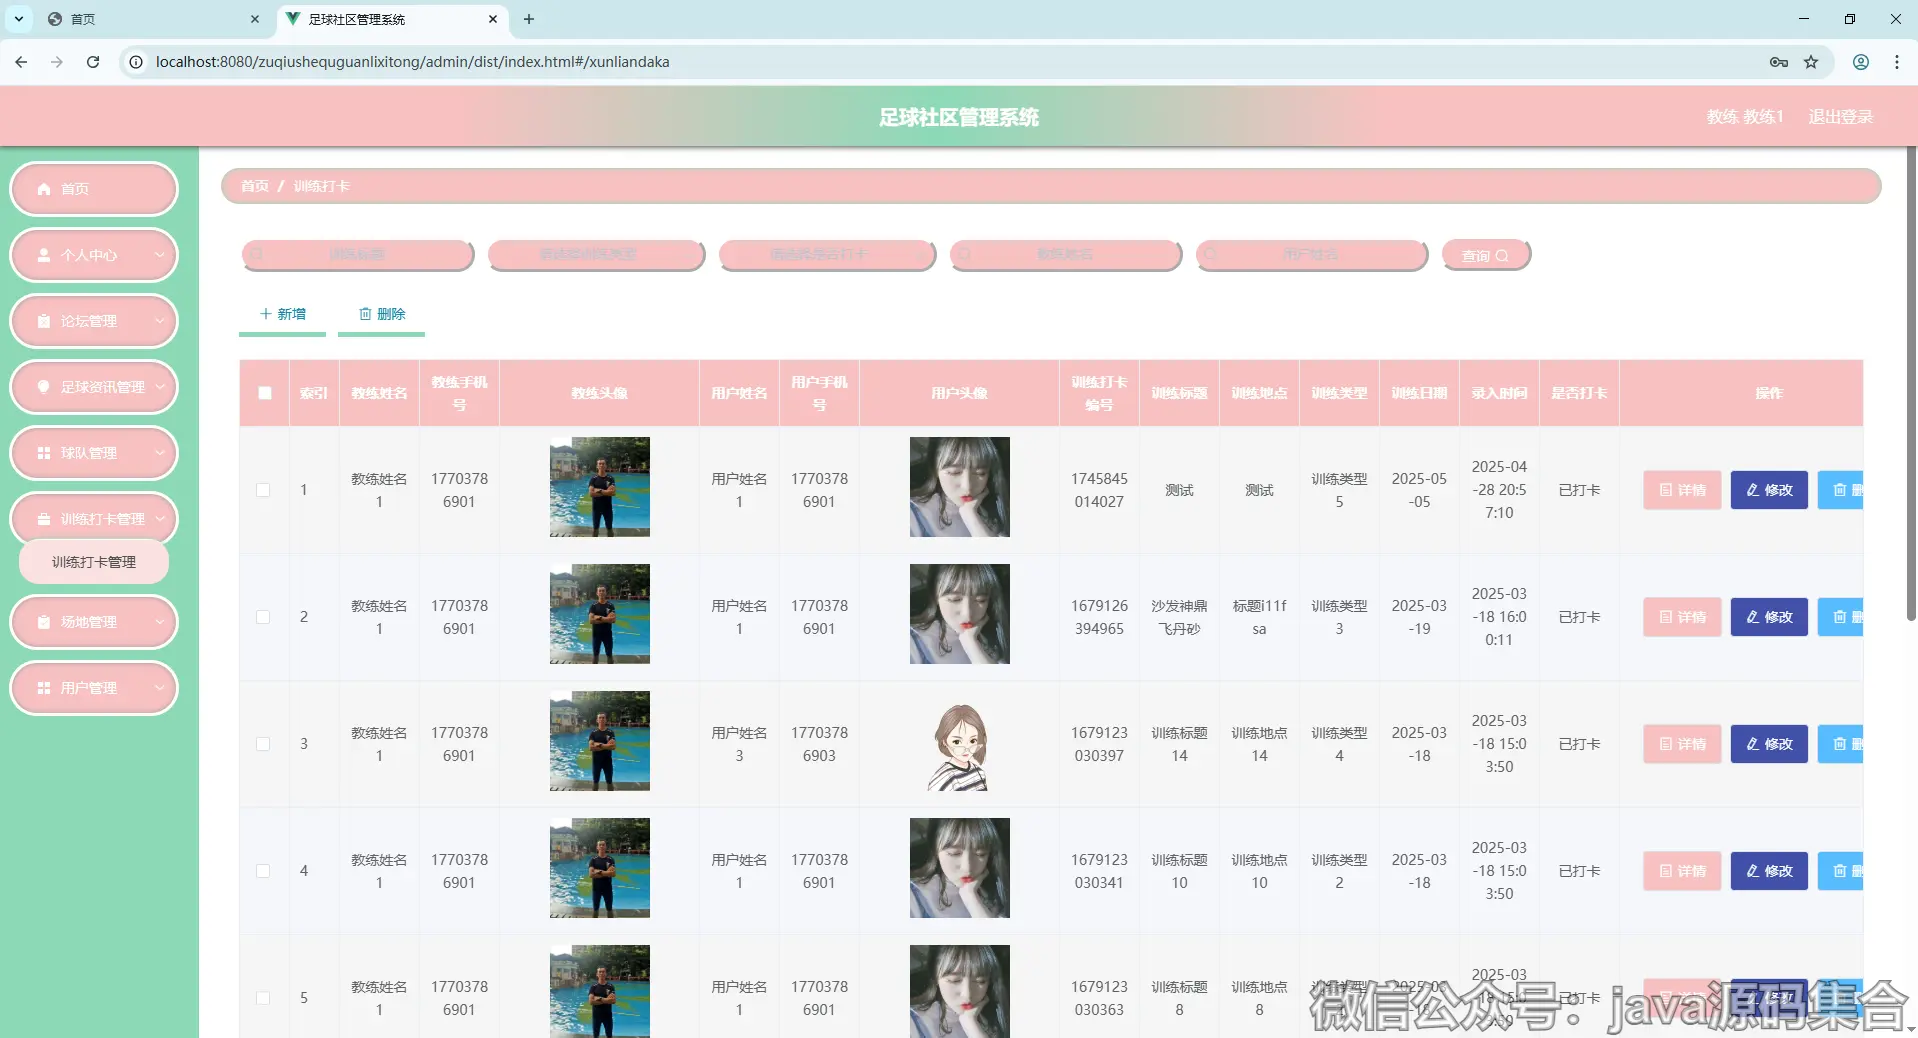 首页
足球社区管理系统
localhost:8080/zuqiushequguanlixitong/admin/dist/index.html#/xunliandaka
足球社区管理系统
教练 教练1
退出登录
首页
个人中心
论坛管理
足球资讯管理
球队管理
训练打卡管理
训练打卡管理
场地管理
用户管理
首页 / 训练打卡
训练标题 请选择训练类型 请选择是否打卡 教练姓名 用户姓名 查询
新增 删除
索引 教练姓名 教练手机号 教练头像 用户姓名 用户手机号 用户头像 训练打卡编号 训练标题 训练地点 训练类型 训练日期 录入时间 是否打卡 操作
1 教练姓名1 17703786901 用户姓名1 17703786901 1745845014027 测试 测试 训练类型5 2025-05-05 2025-04-28 20:57:10 已打卡 详情 修改 删
2 教练姓名1 17703786901 用户姓名1 17703786901 1679126394965 沙发神鼎飞丹砂 标题i11fsa 训练类型3 2025-03-19 2025-03-18 16:00:11 已打卡 详情 修改 删
3 教练姓名1 17703786901 用户姓名3 17703786903 1679123030397 训练标题14 训练地点14 训练类型4 2025-03-18 2025-03-18 15:03:50 已打卡 详情 修改 删
4 教练姓名1 17703786901 用户姓名1 17703786901 1679123030341 训练标题10 训练地点10 训练类型2 2025-03-18 2025-03-18 15:03:50 已打卡 详情 修改 删
5 教练姓名1 17703786901 用户姓名1 17703786901 1679123030363 训练标题8 训练地点8 训练类型 2025-03-18 2025-03-18 15:03:50 已打卡 修改
微信公众号：java源码集合